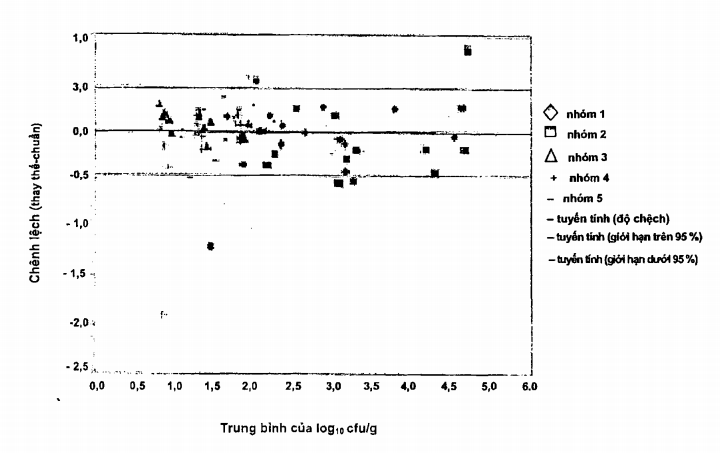 1,0
3,0
0,0
-0,5
- 1,0
- 1,5
-2,0
- 2,5
Chênh lệch (thay thế-chuẩn)
0,0 0,5 1,0 1,5 2,0 2,5 3,0 3,5 4,0 4,5 5,0 6.0
Trung bình của log10 cfu/g
nhóm 1
nhóm 2
nhóm 3
nhóm 4
nhóm 5
– tuyến tính (độ chệch)
– tuyến tính (giới hạn trên 95 %)
– tuyến tính (giới hạn dưới 95 %)